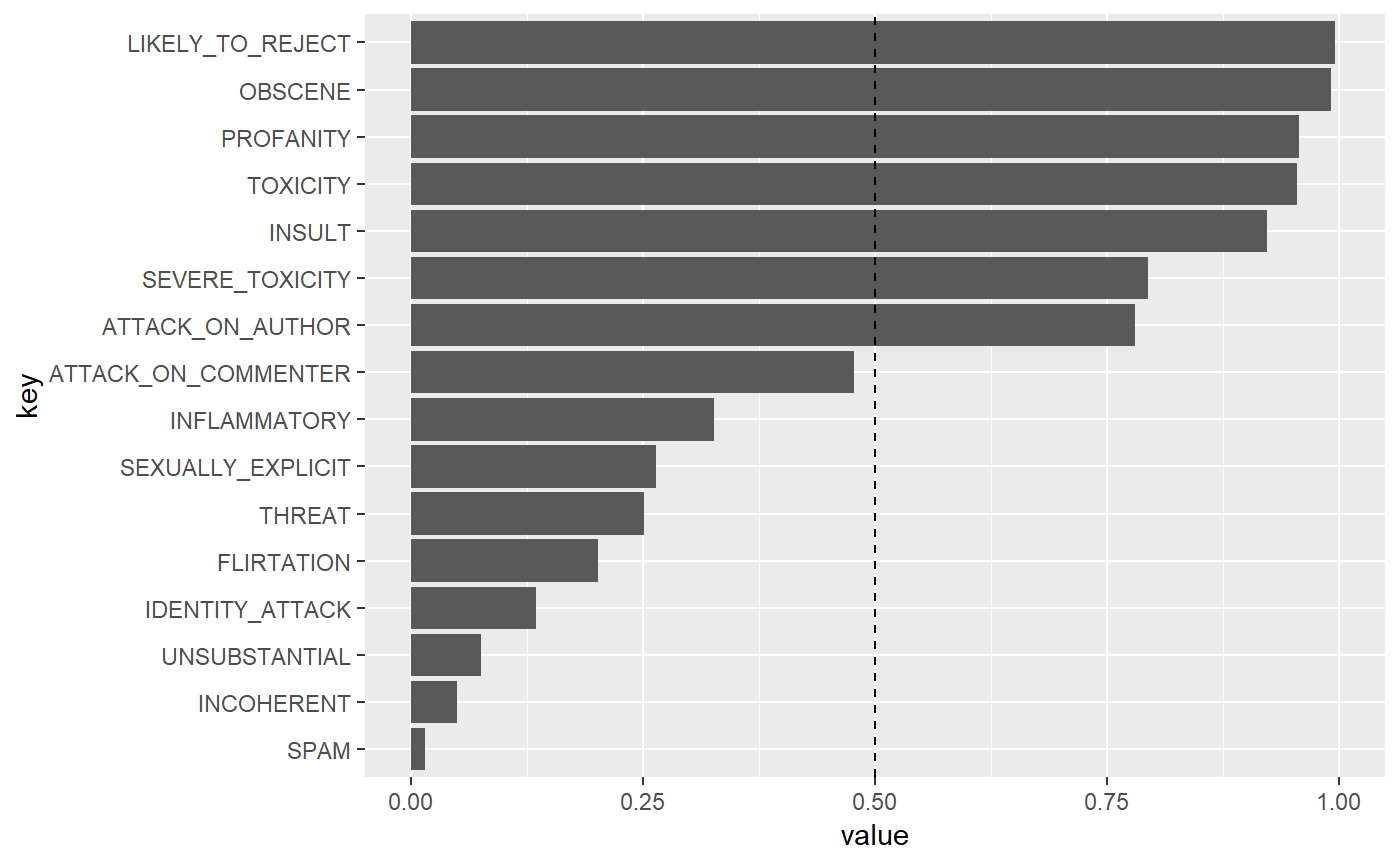 LIKELY_TO_REJECT
OBSCENE
PROFANITY
TOXICITY
INSULT
SEVERE_TOXICITY
ATTACK_ON_AUTHOR
ATTACK_ON_COMMENTER
INFLAMMATORY
SEXUALLY_EXPLICIT
THREAT
FLIRTATION
IDENTITY_ATTACK
UNSUBSTANTIAL
INCOHERENT
SPAM
key
0.00 0.25 0.50 0.75 1.00
value